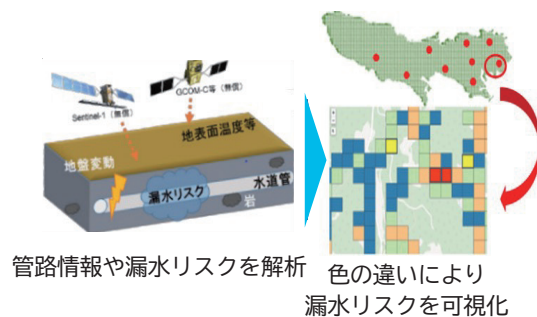 GCOM-C等（無償）
Sentinel-1（無償）
地表面温度等
地盤変動
水道管
漏水リスク
岩
管路情報や漏水リスクを解析
色の違いにより
漏水リスクを可視化